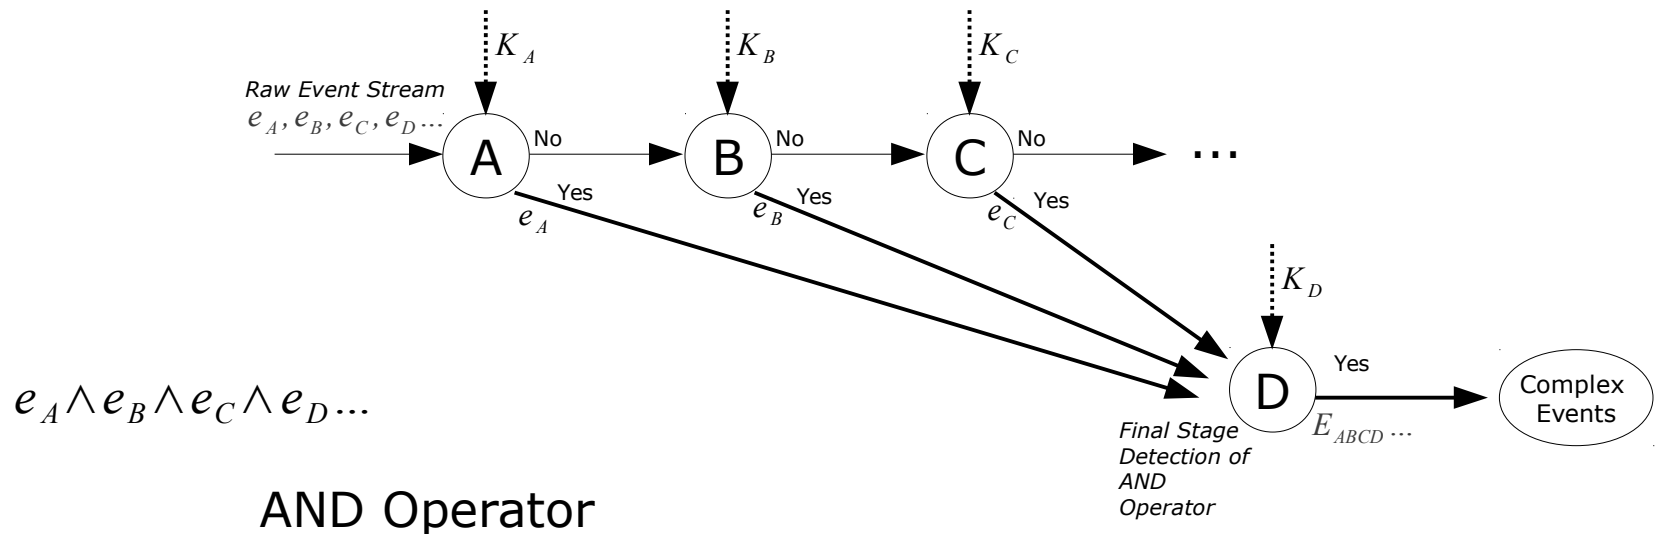 K_A
K_B
K_C
Raw Event Stream
e_A, e_B, e_C, e_D...
A
No
B
No
C
No
...
Yes
e_A
Yes
e_B
Yes
e_C
K_D
D
Yes
E_ABCD...
Complex
Events
e_A∧e_B∧e_C∧e_D...
Final Stage
Detection of
AND
Operator
AND Operator